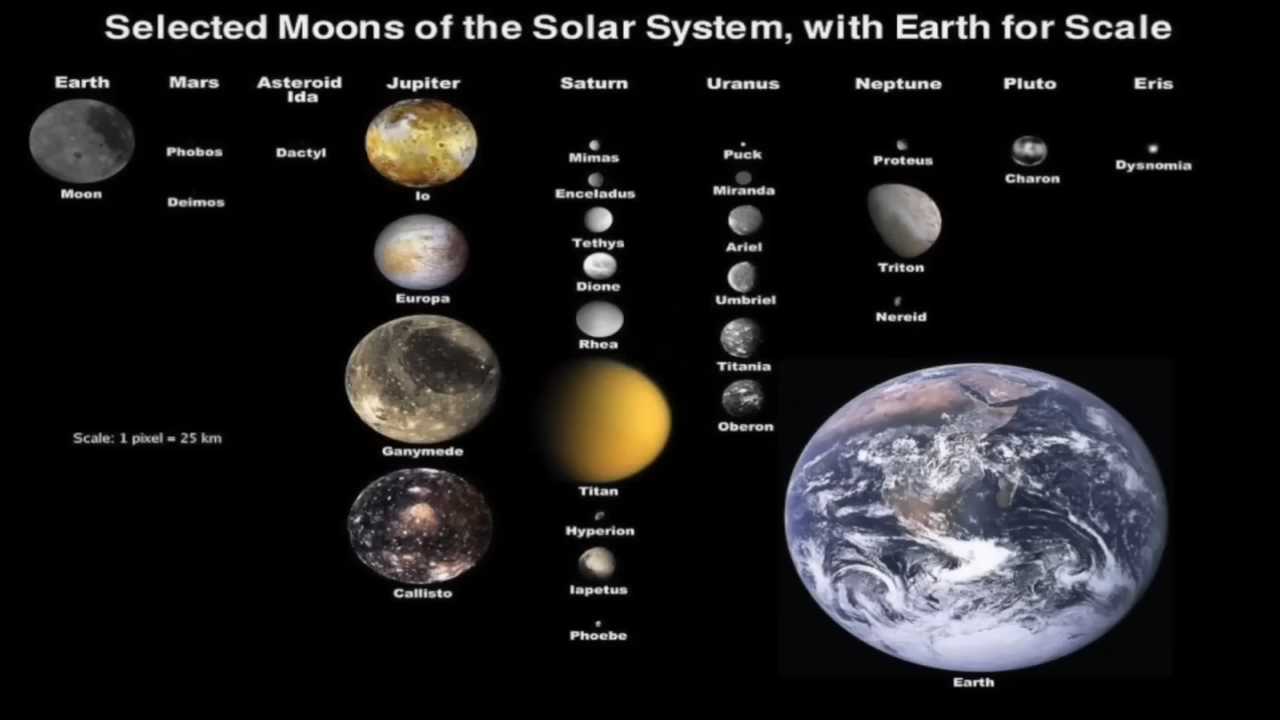 Selected Moons of the Solar System, with Earth for Scale
Earth
Mars
Asteroid
Ida
Jupiter
Saturn
Uranus
Neptune
Pluto
Eris
Moon
Phobos
Deimos
Dactyl
Io
Europa
Ganymede
Callisto
Mimas
Enceladus
Tethys
Dione
Rhea
Titan
Hyperion
Iapetus
Phoebe
Puck
Miranda
Ariel
Umbriel
Titania
Oberon
Proteus
Triton
Nereid
Charon
Dysnomia
Scale: 1 pixel = 25 km
Earth